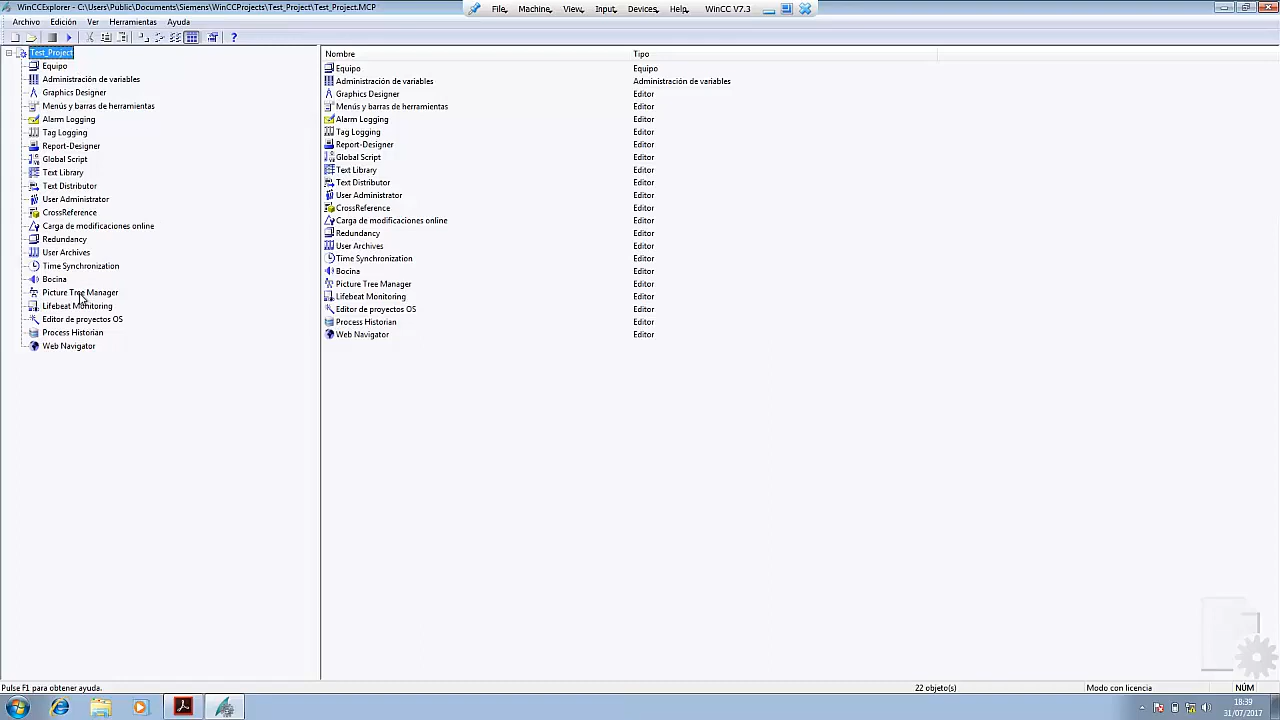 WinCCExplorer - C:\Users\Public\Documents\Siemens\WinCCProjects\Test_Project\Test_Project.MCP
File Machine View Input Devices Help WinCC V7.3
Archivo Edición Ver Herramientas Ayuda
Test_Project
Equipo
Administración de variables
Graphics Designer
Menús y barras de herramientas
Alarm Logging
Tag Logging
Report-Designer
Global Script
Text Library
Text Distributor
User Administrator
CrossReference
Carga de modificaciones online
Redundancy
User Archives
Time Synchronization
Bocina
Picture Tree Manager
Lifebeat Monitoring
Editor de proyectos OS
Process Historian
Web Navigator
Nombre Tipo
Equipo Equipo
Administración de variables Administración de variables
Graphics Designer Editor
Menús y barras de herramientas Editor
Alarm Logging Editor
Tag Logging Editor
Report-Designer Editor
Global Script Editor
Text Library Editor
Text Distributor Editor
User Administrator Editor
CrossReference Editor
Carga de modificaciones online Editor
Redundancy Editor
User Archives Editor
Time Synchronization Editor
Bocina Editor
Picture Tree Manager Editor
Lifebeat Monitoring Editor
Editor de proyectos OS Editor
Process Historian Editor
Web Navigator Editor
Pulse F1 para obtener ayuda. 22 objeto(s) Modo con licencia NÚM
18:39
31/07/2017